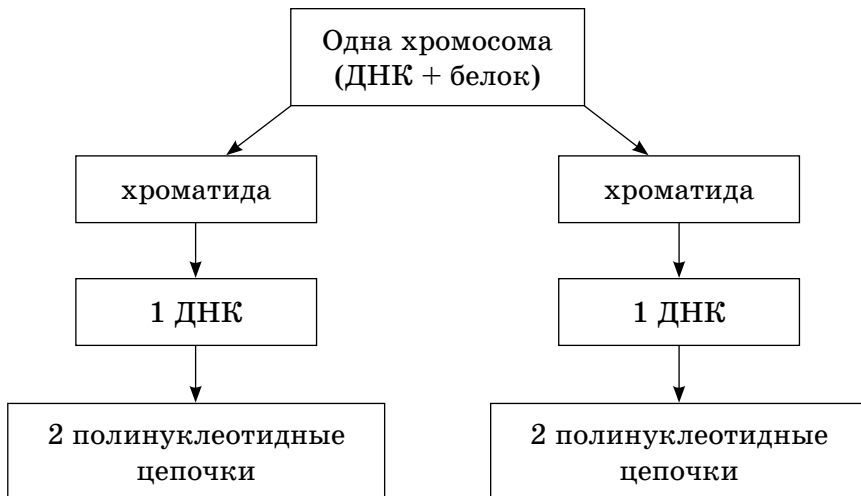 Одна хромосома
(ДНК + белок)
хроматида
хроматида
1 ДНК
1 ДНК
2 полинуклеотидные
цепочки
2 полинуклеотидные
цепочки